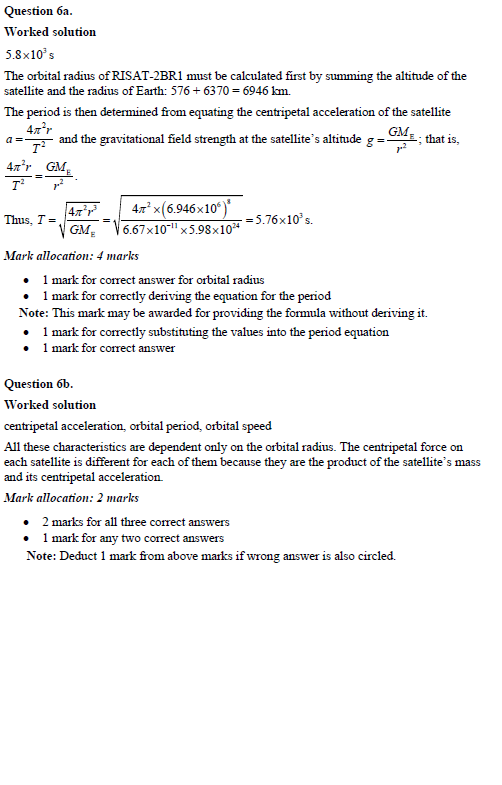 Question 6a.
Worked solution
5.8×10³ s
The orbital radius of RISAT-2BR1 must be calculated first by summing the altitude of the
satellite and the radius of Earth: 576 + 6370 = 6946 km.
The period is then determined from equating the centripetal acceleration of the satellite
a = 4π²r/T² and the gravitational field strength at the satellite's altitude g = GM_E/r²; that is,
4π²r/T² = GM_E/r².
Thus, T = √(4π²r³/GM_E) = √(4π²×(6.946×10⁶)⁸/6.67×10⁻¹¹×5.98×10²⁴) = 5.76×10³ s.
Mark allocation: 4 marks
• 1 mark for correct answer for orbital radius
• 1 mark for correctly deriving the equation for the period
Note: This mark may be awarded for providing the formula without deriving it.
• 1 mark for correctly substituting the values into the period equation
• 1 mark for correct answer
Question 6b.
Worked solution
centripetal acceleration, orbital period, orbital speed
All these characteristics are dependent only on the orbital radius. The centripetal force on
each satellite is different for each of them because they are the product of the satellite's mass
and its centripetal acceleration.
Mark allocation: 2 marks
• 2 marks for all three correct answers
• 1 mark for any two correct answers
Note: Deduct 1 mark from above marks if wrong answer is also circled.